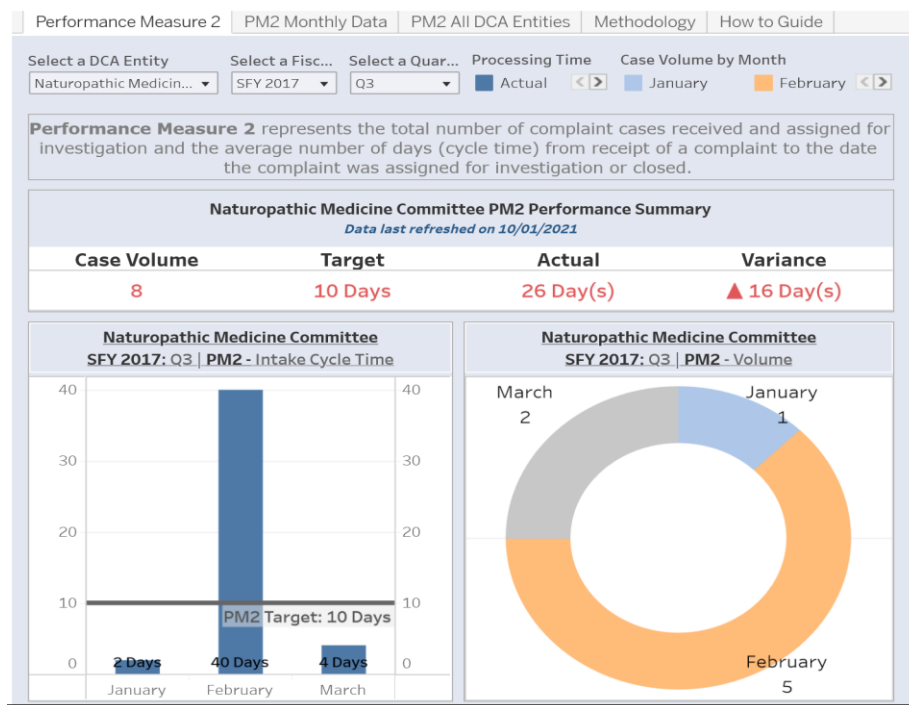 Performance Measure 2
PM2 Monthly Data
PM2 All DCA Entities
Methodology
How to Guide
Select a DCA Entity
Select a Fisc...
Select a Quar...
Processing Time
Case Volume by Month
Naturopathic Medicin...
SFY 2017
Q3
Actual
January
February
Performance Measure 2 represents the total number of complaint cases received and assigned for
investigation and the average number of days (cycle time) from receipt of a complaint to the date
the complaint was assigned for investigation or closed.
Naturopathic Medicine Committee PM2 Performance Summary
Data last refreshed on 10/01/2021
Case Volume Target Actual Variance
8 10 Days 26 Day(s) ▲ 16 Day(s)
Naturopathic Medicine Committee
SFY 2017: Q3 | PM2 - Intake Cycle Time
40 40
30 30
20 20
10 10
PM2 Target: 10 Days
0 2 Days 40 Days 4 Days 0
January February March
Naturopathic Medicine Committee
SFY 2017: Q3 | PM2 - Volume
March
2
January
1
February
5